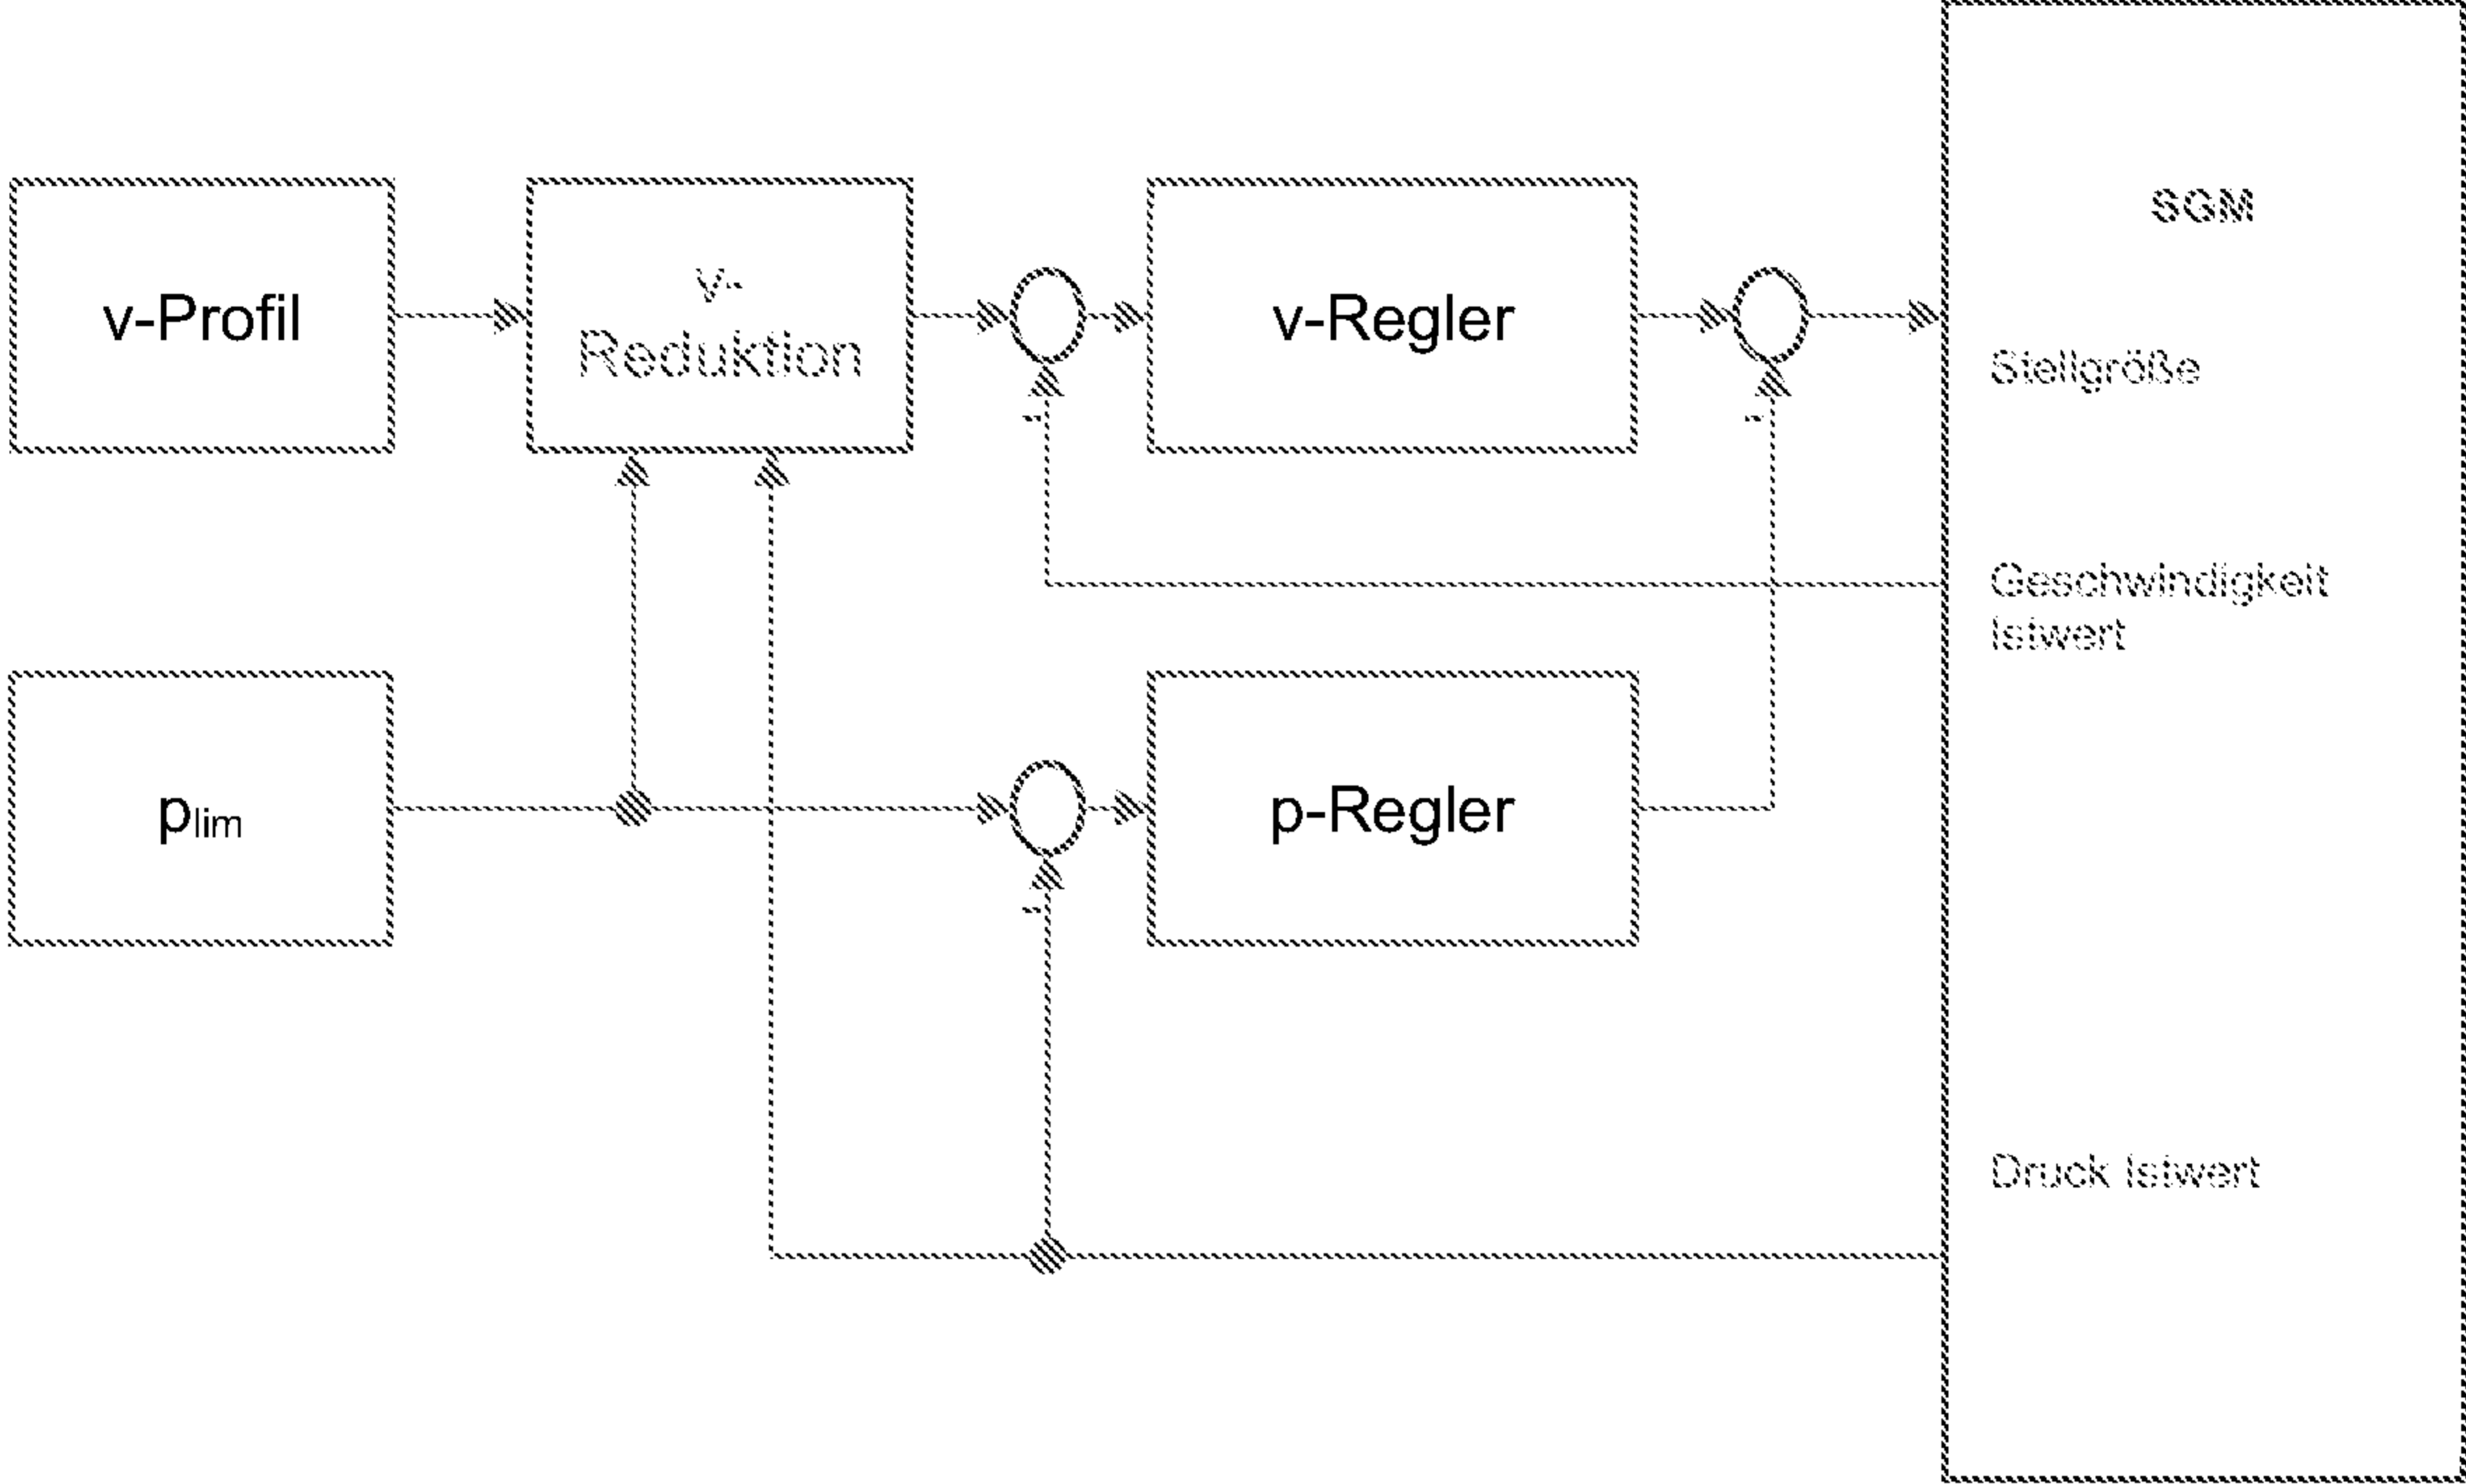 SGM
v-Profil
v-
Reduktion
v-Regler
Stellgröße
-
-
Geschwindigkeit
Istwert
plim
p-Regler
-
Druck Istwert